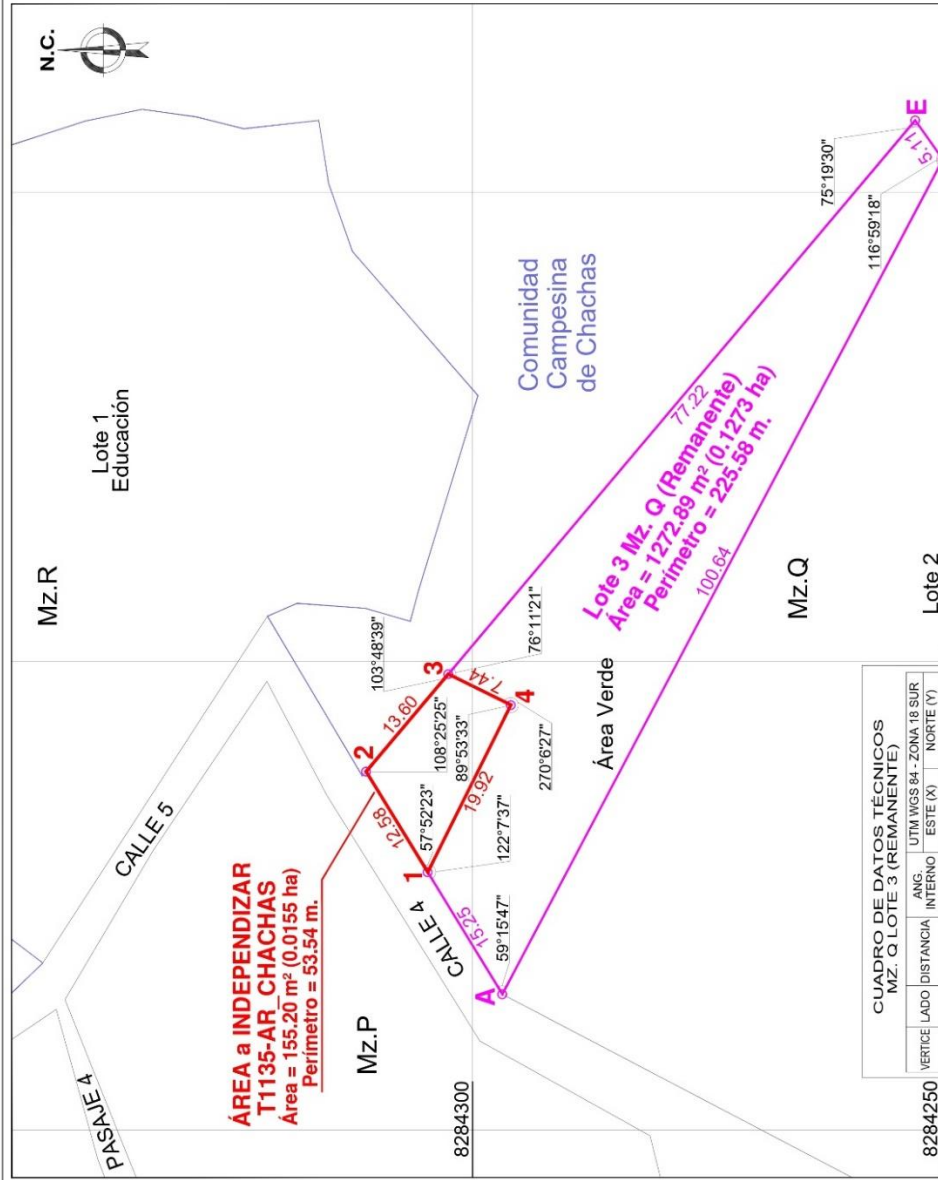 N.C.
Mz.R
Lote 1
Educación
CALLE 5
PASAJE 4
ÁREA a INDEPENDIZAR
T1135-AR_CHACHAS
Área = 155.20 m² (0.0155 ha)
Perímetro = 53.54 m.
Mz.P
CALLE 4
2
103°48'39"
13.60
3
12.58
108°25'25"
76°11'21"
7.44
89°53'33"
4
1
57°52'23"
19.92
270°6'27"
122°7'37"
15.25
59°15'47"
A
Comunidad
Campesina
de Chachas
77.22
75°19'30"
E
5.11
116°59'18"
Lote 3 Mz. Q (Remanente)
Área = 1272.89 m² (0.1273 ha)
Perímetro = 225.58 m.
100.64
Área Verde
Mz.Q
Lote 2
8284300
8284250
CUADRO DE DATOS TÉCNICOS
MZ. Q LOTE 3 (REMANENTE)
VERTICE LADO DISTANCIA ANG. INTERNO UTM WGS 84 - ZONA 18 SUR
ESTE (X) NORTE (Y)